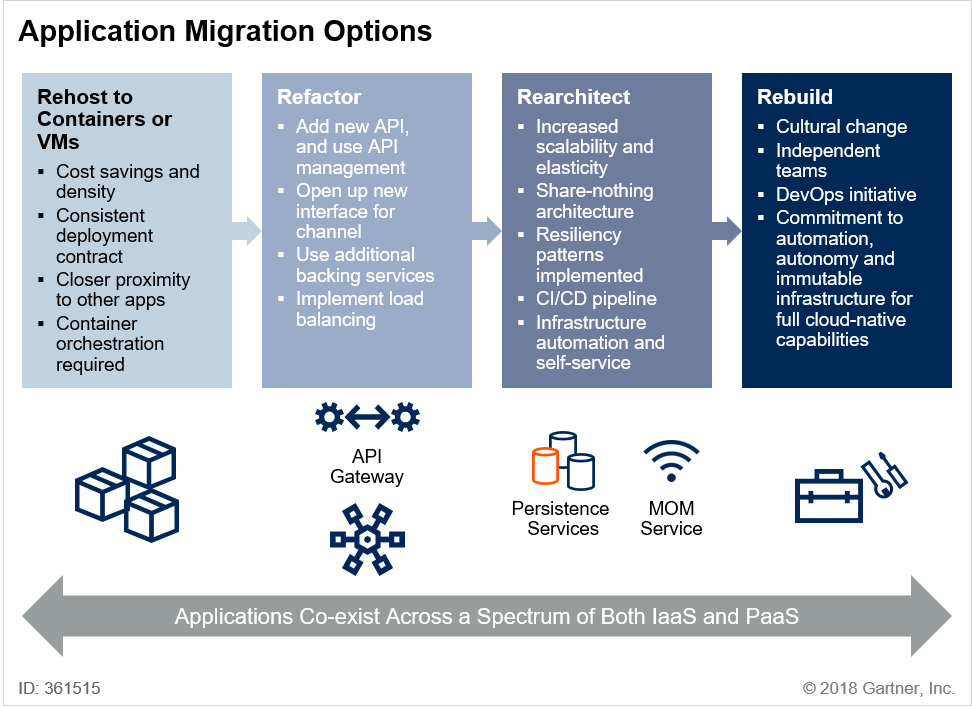 Application Migration Options
Rehost to
Containers or
VMs
▪ Cost savings and
density
▪ Consistent
deployment
contract
▪ Closer proximity
to other apps
▪ Container
orchestration
required
Refactor
▪ Add new API,
and use API
management
▪ Open up new
interface for
channel
▪ Use additional
backing services
▪ Implement load
balancing
Rearchitect
▪ Increased
scalability and
elasticity
▪ Share-nothing
architecture
▪ Resiliency
patterns
implemented
▪ CI/CD pipeline
▪ Infrastructure
automation and
self-service
Rebuild
▪ Cultural change
▪ Independent
teams
▪ DevOps initiative
▪ Commitment to
automation,
autonomy and
immutable
infrastructure for
full cloud-native
capabilities
API
Gateway
Persistence
Services
MOM
Service
Applications Co-exist Across a Spectrum of Both IaaS and PaaS
ID: 361515
© 2018 Gartner, Inc.